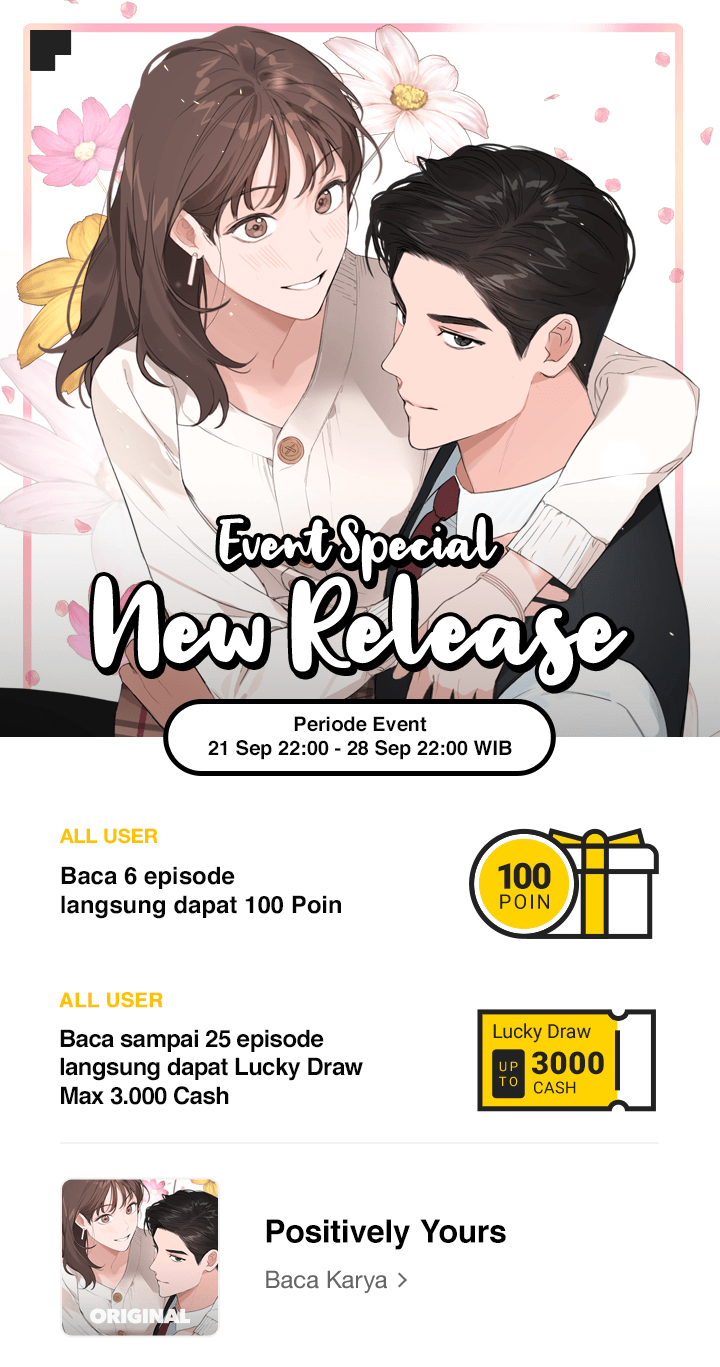 Event Special
New Release
Periode Event
21 Sep 22:00 - 28 Sep 22:00 WIB
ALL USER
Baca 6 episode
langsung dapat 100 Poin
100
POIN
ALL USER
Baca sampai 25 episode
langsung dapat Lucky Draw
Max 3.000 Cash
Lucky Draw
UP TO
3000
CASH
ORIGINAL
Positively Yours
Baca Karya >